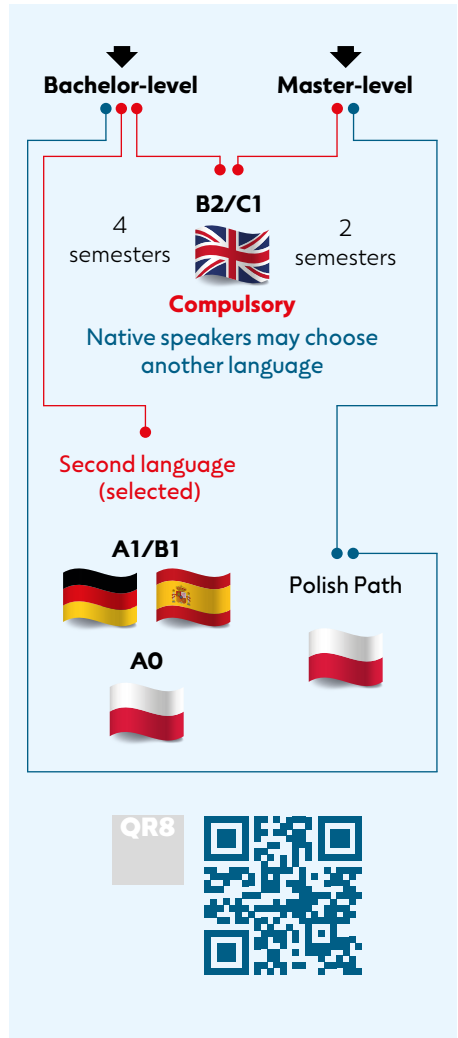 Bachelor-level
Master-level
B2/C1
4
semesters
2
semesters
Compulsory
Native speakers may choose
another language
Second language
(selected)
A1/B1
Polish Path
A0
QR8